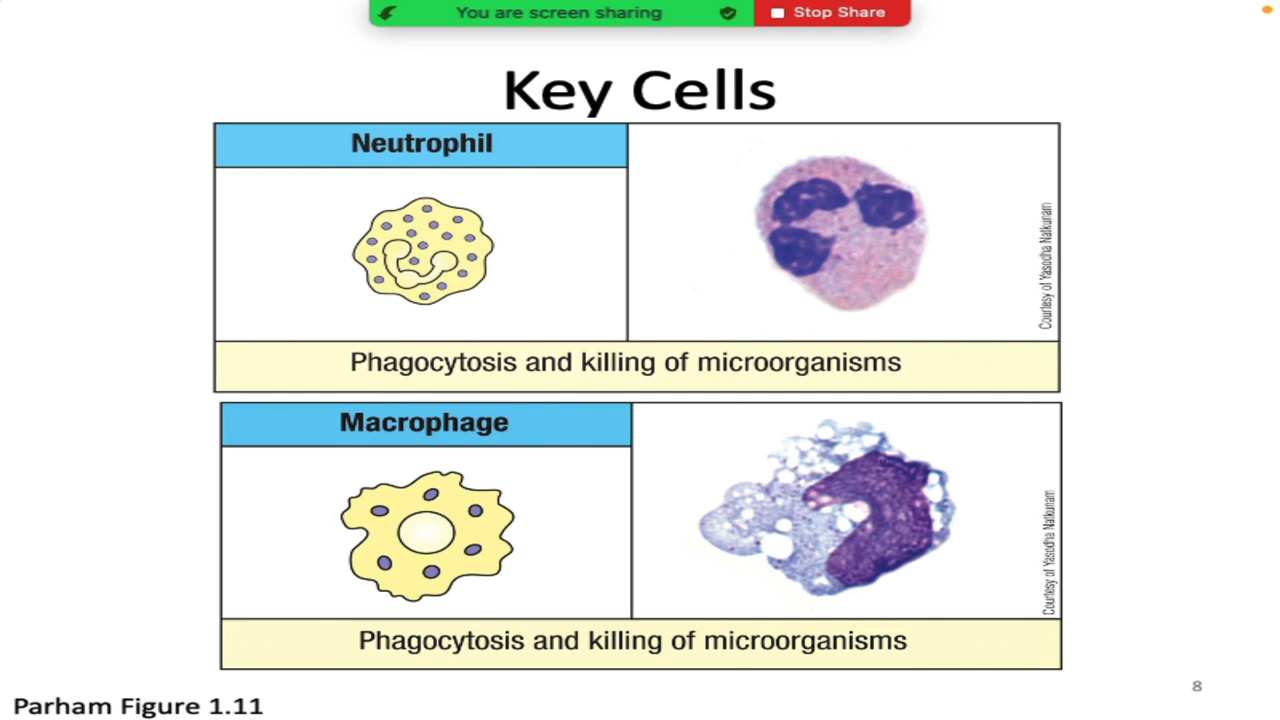 You are screen sharing
Stop Share
Key Cells
Neutrophil
Courtesy of Yasodha Natkunam
Phagocytosis and killing of microorganisms
Macrophage
Courtesy of Yasodha Natkunam
Phagocytosis and killing of microorganisms
8
Parham Figure 1.11